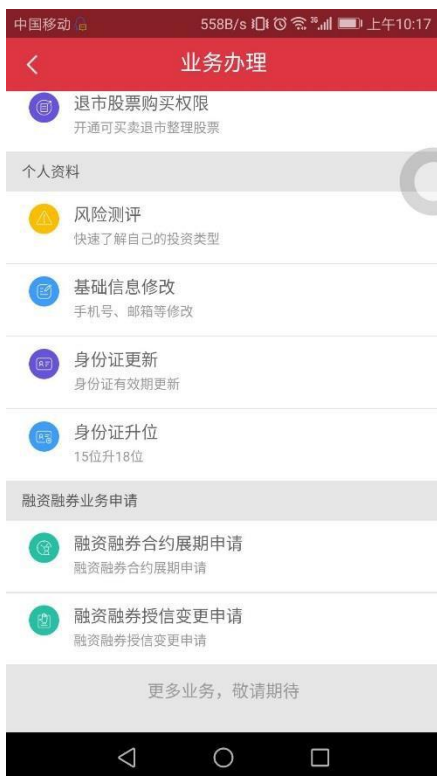 中国移动 558B/s 上午10:17
业务办理
退市股票购买权限
开通可买卖退市整理股票
个人资料
风险测评
快速了解自己的投资类型
基础信息修改
手机号、邮箱等修改
身份证更新
身份证有效期更新
身份证升位
15位升18位
融资融券业务申请
融资融券合约展期申请
融资融券合约展期申请
融资融券授信变更申请
融资融券授信变更申请
更多业务，敬请期待